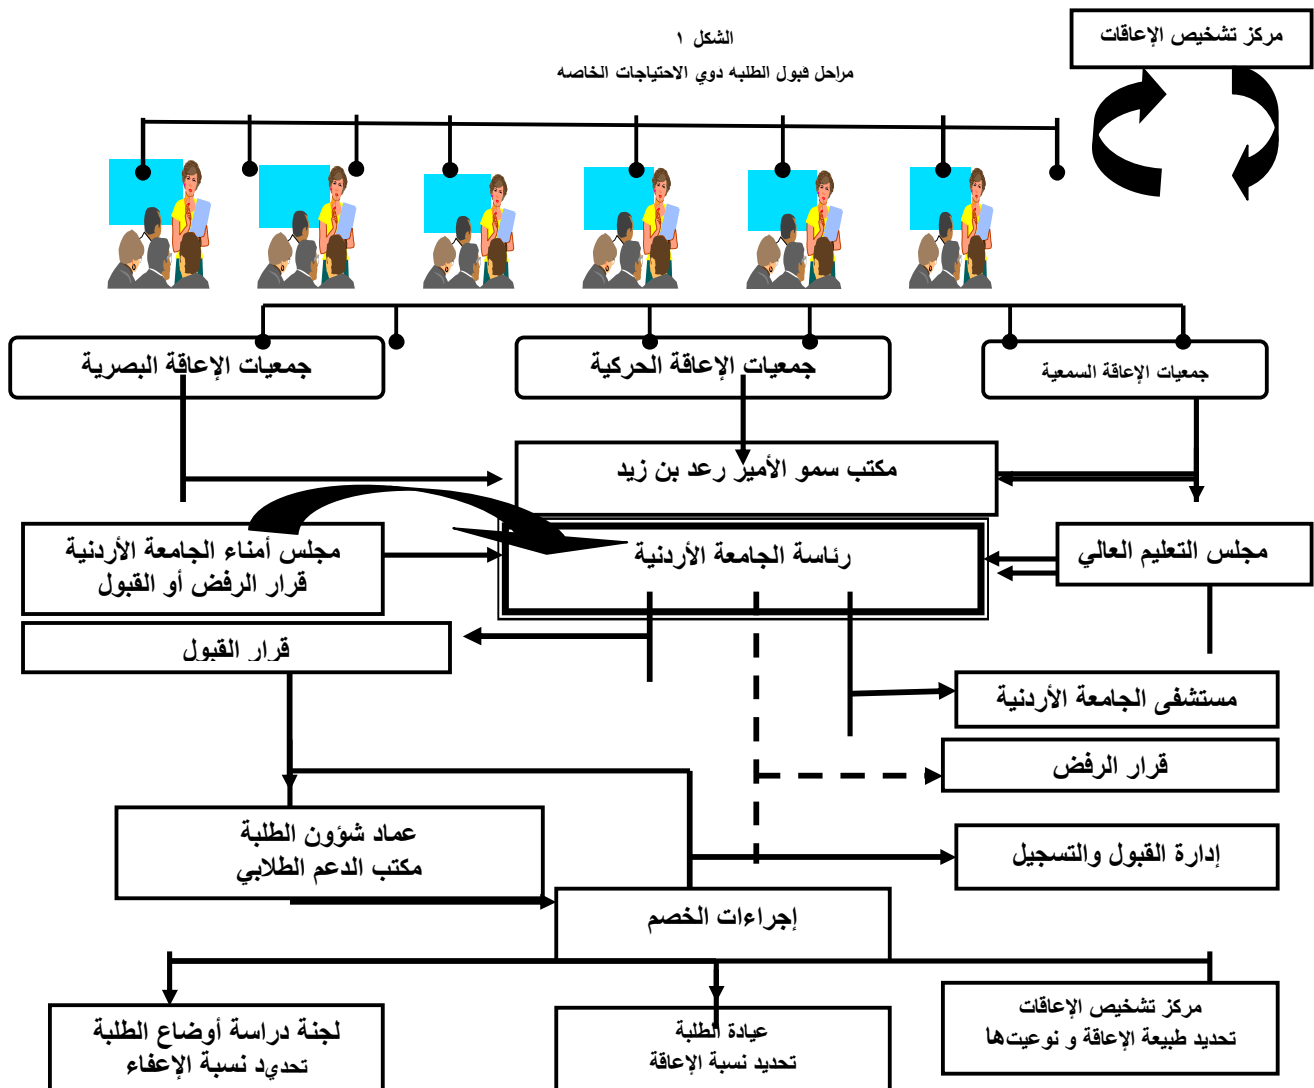 مركز تشخيص الإعاقات
الشكل ١
مراحل قبول الطلبه ذوي الاحتياجات الخاصه
جمعيات الإعاقة السمعية
جمعيات الإعاقة الحركية
جمعيات الإعاقة البصرية
مكتب سمو الأمير رعد بن زيد
مجلس التعليم العالي
رئاسة الجامعة الأردنية
مجلس أمناء الجامعة الأردنية
قرار الرفض أو القبول
قرار القبول
مستشفى الجامعة الأردنية
قرار الرفض
إدارة القبول والتسجيل
عماد شؤون الطلبة
مكتب الدعم الطلابي
إجراءات الخصم
مركز تشخيص الإعاقات
تحديد طبيعة الإعاقة و نوعيتها
عيادة الطلبة
تحديد نسبة الإعاقة
لجنة دراسة أوضاع الطلبة
تحديد نسبة الإعفاء